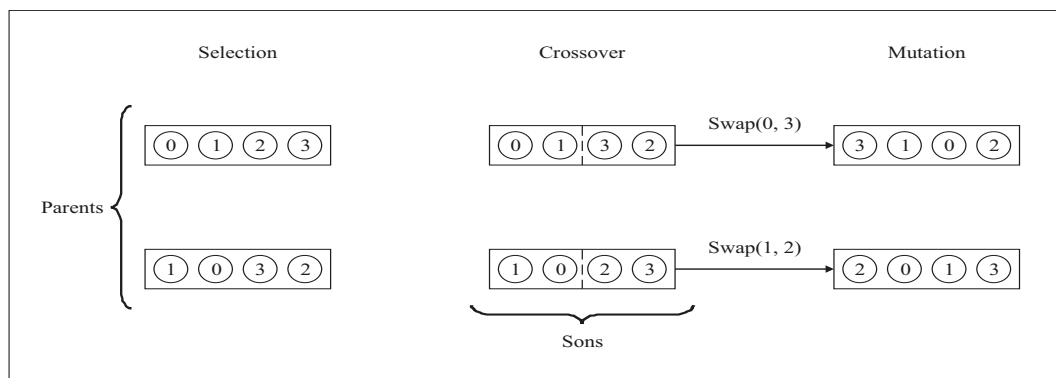 Selection Crossover Mutation
Swap(0, 3)
0 1 2 3 0 1 3 2 3 1 0 2
Parents
Swap(1, 2)
1 0 3 2 1 0 2 3 2 0 1 3
Sons